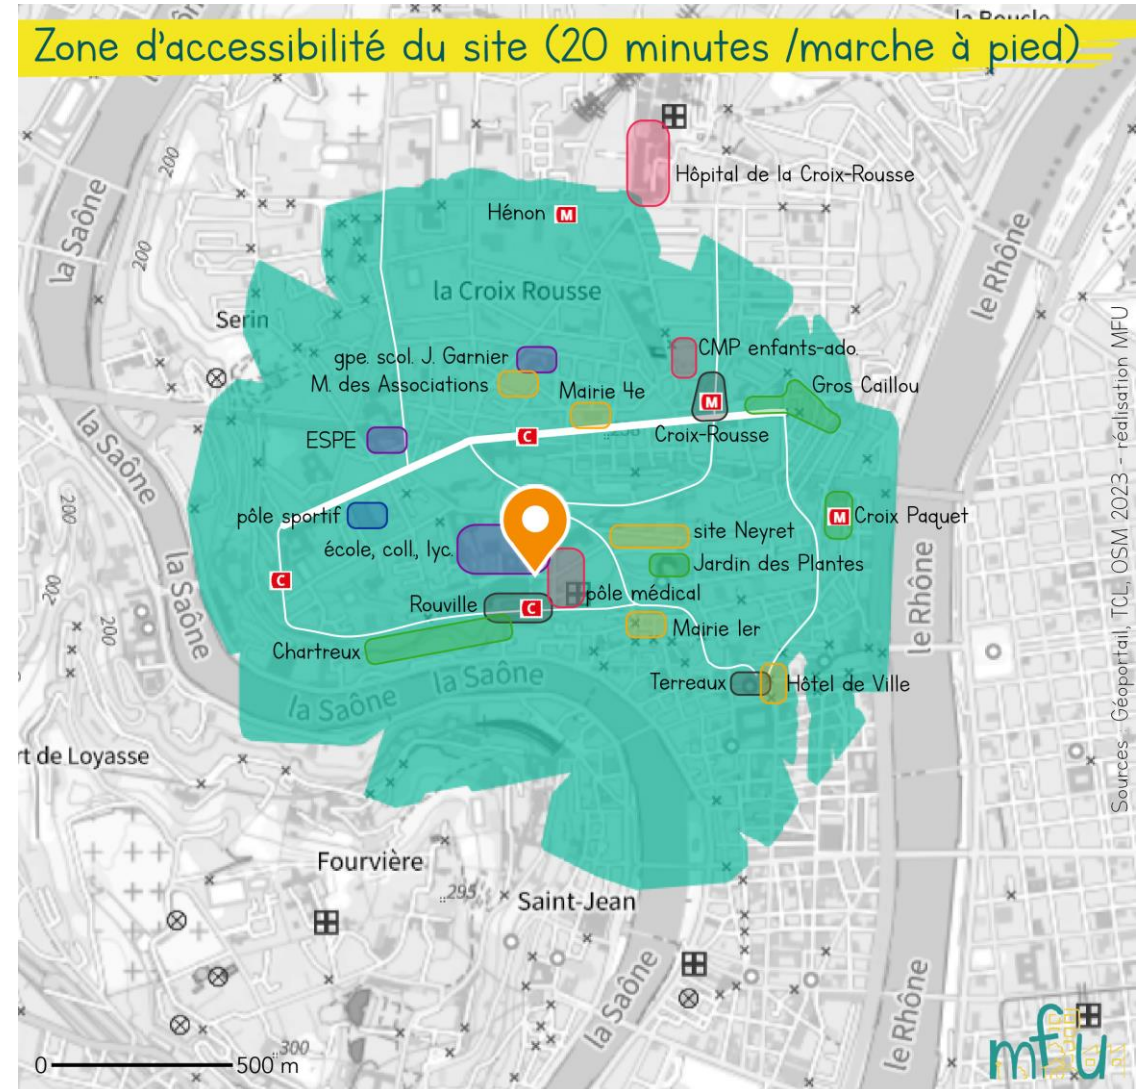 la Boucle
Zone d'accessibilité du site (20 minutes /marche à pied)
200
la Saône
Hôpital de la Croix-Rousse
Hénon M
200
le Rhône
la Croix Rousse
Serin
gpe. scol. J. Garnier
CMP enfants-ado.
M. des Associations
Mairie 4e
Gros Caillou
M
ESPE
C
Croix-Rousse
la Saône
200
pôle sportif
M Croix Paquet
site Neyret
école, coll, lyc.
Jardin des Plantes
C
pôle médical
Rouville
C
le Rhône
200
Mairie 1er
Chartreux
la Saône
Terreaux
Hôtel de Ville
la Saône
rt de Loyasse
Fourvière
295
Saint-Jean
la Saône
le Rhône
300
0 500 m
Sources - Géoportail, TCL, OSM 2023 - réalisation MFU
mfu